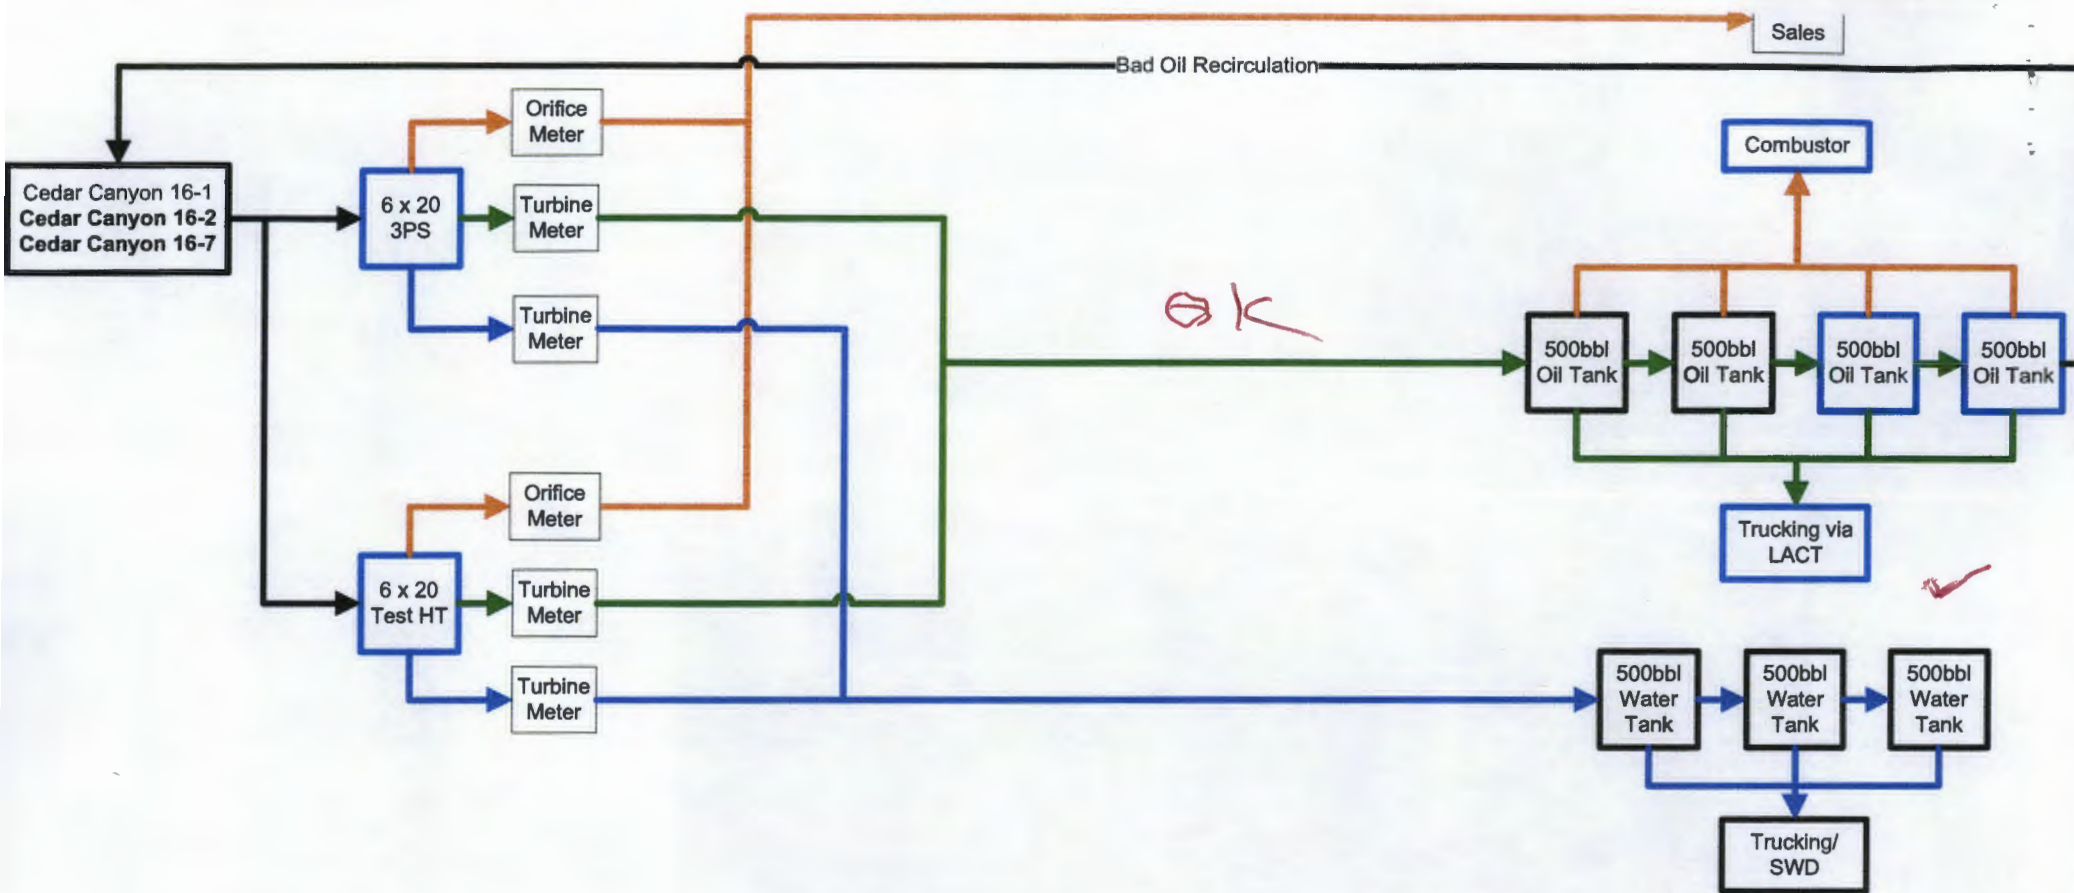 Sales
Bad Oil Recirculation
Orifice
Meter
Combustor
Cedar Canyon 16-1
Cedar Canyon 16-2
Cedar Canyon 16-7
6 x 20
3PS
Turbine
Meter
Turbine
Meter
OK
500bbl
Oil Tank
500bbl
Oil Tank
500bbl
Oil Tank
500bbl
Oil Tank
Orifice
Meter
Trucking via
LACT
6 x 20
Test HT
Turbine
Meter
Turbine
Meter
500bbl
Water
Tank
500bbl
Water
Tank
500bbl
Water
Tank
Trucking/
SWD